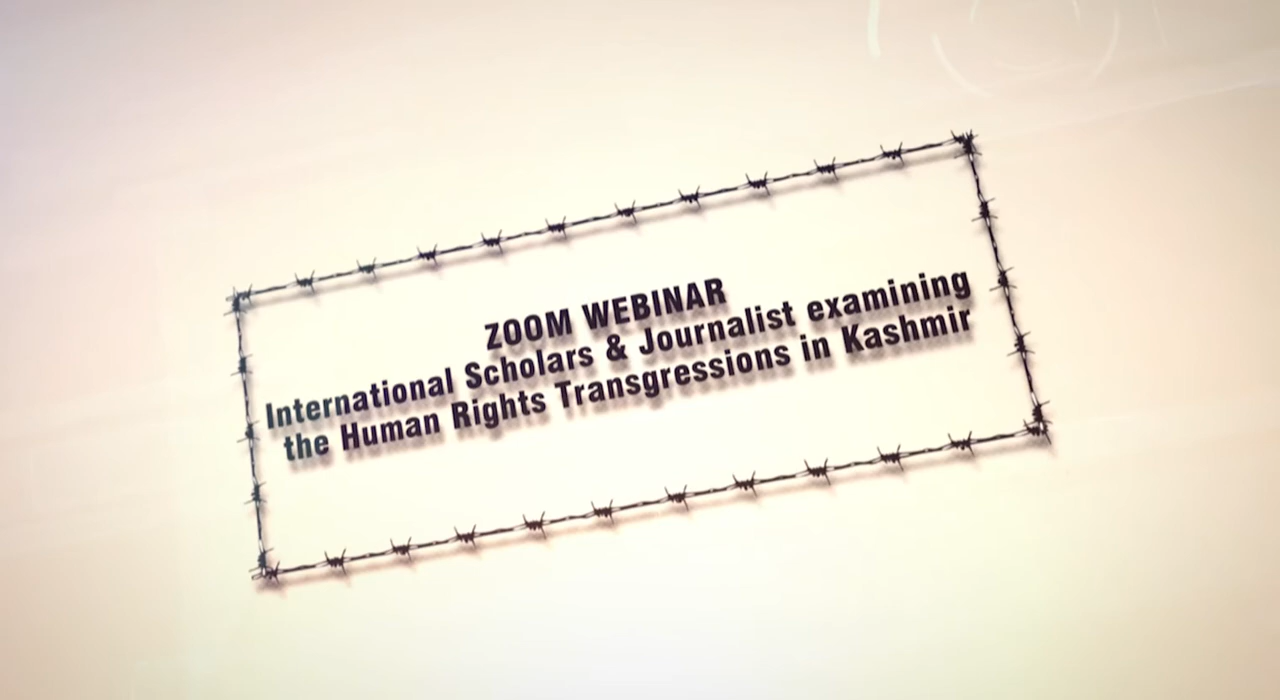 ZOOM WEBINAR
International Scholars & Journalist examining
the Human Rights Transgressions in Kashmir